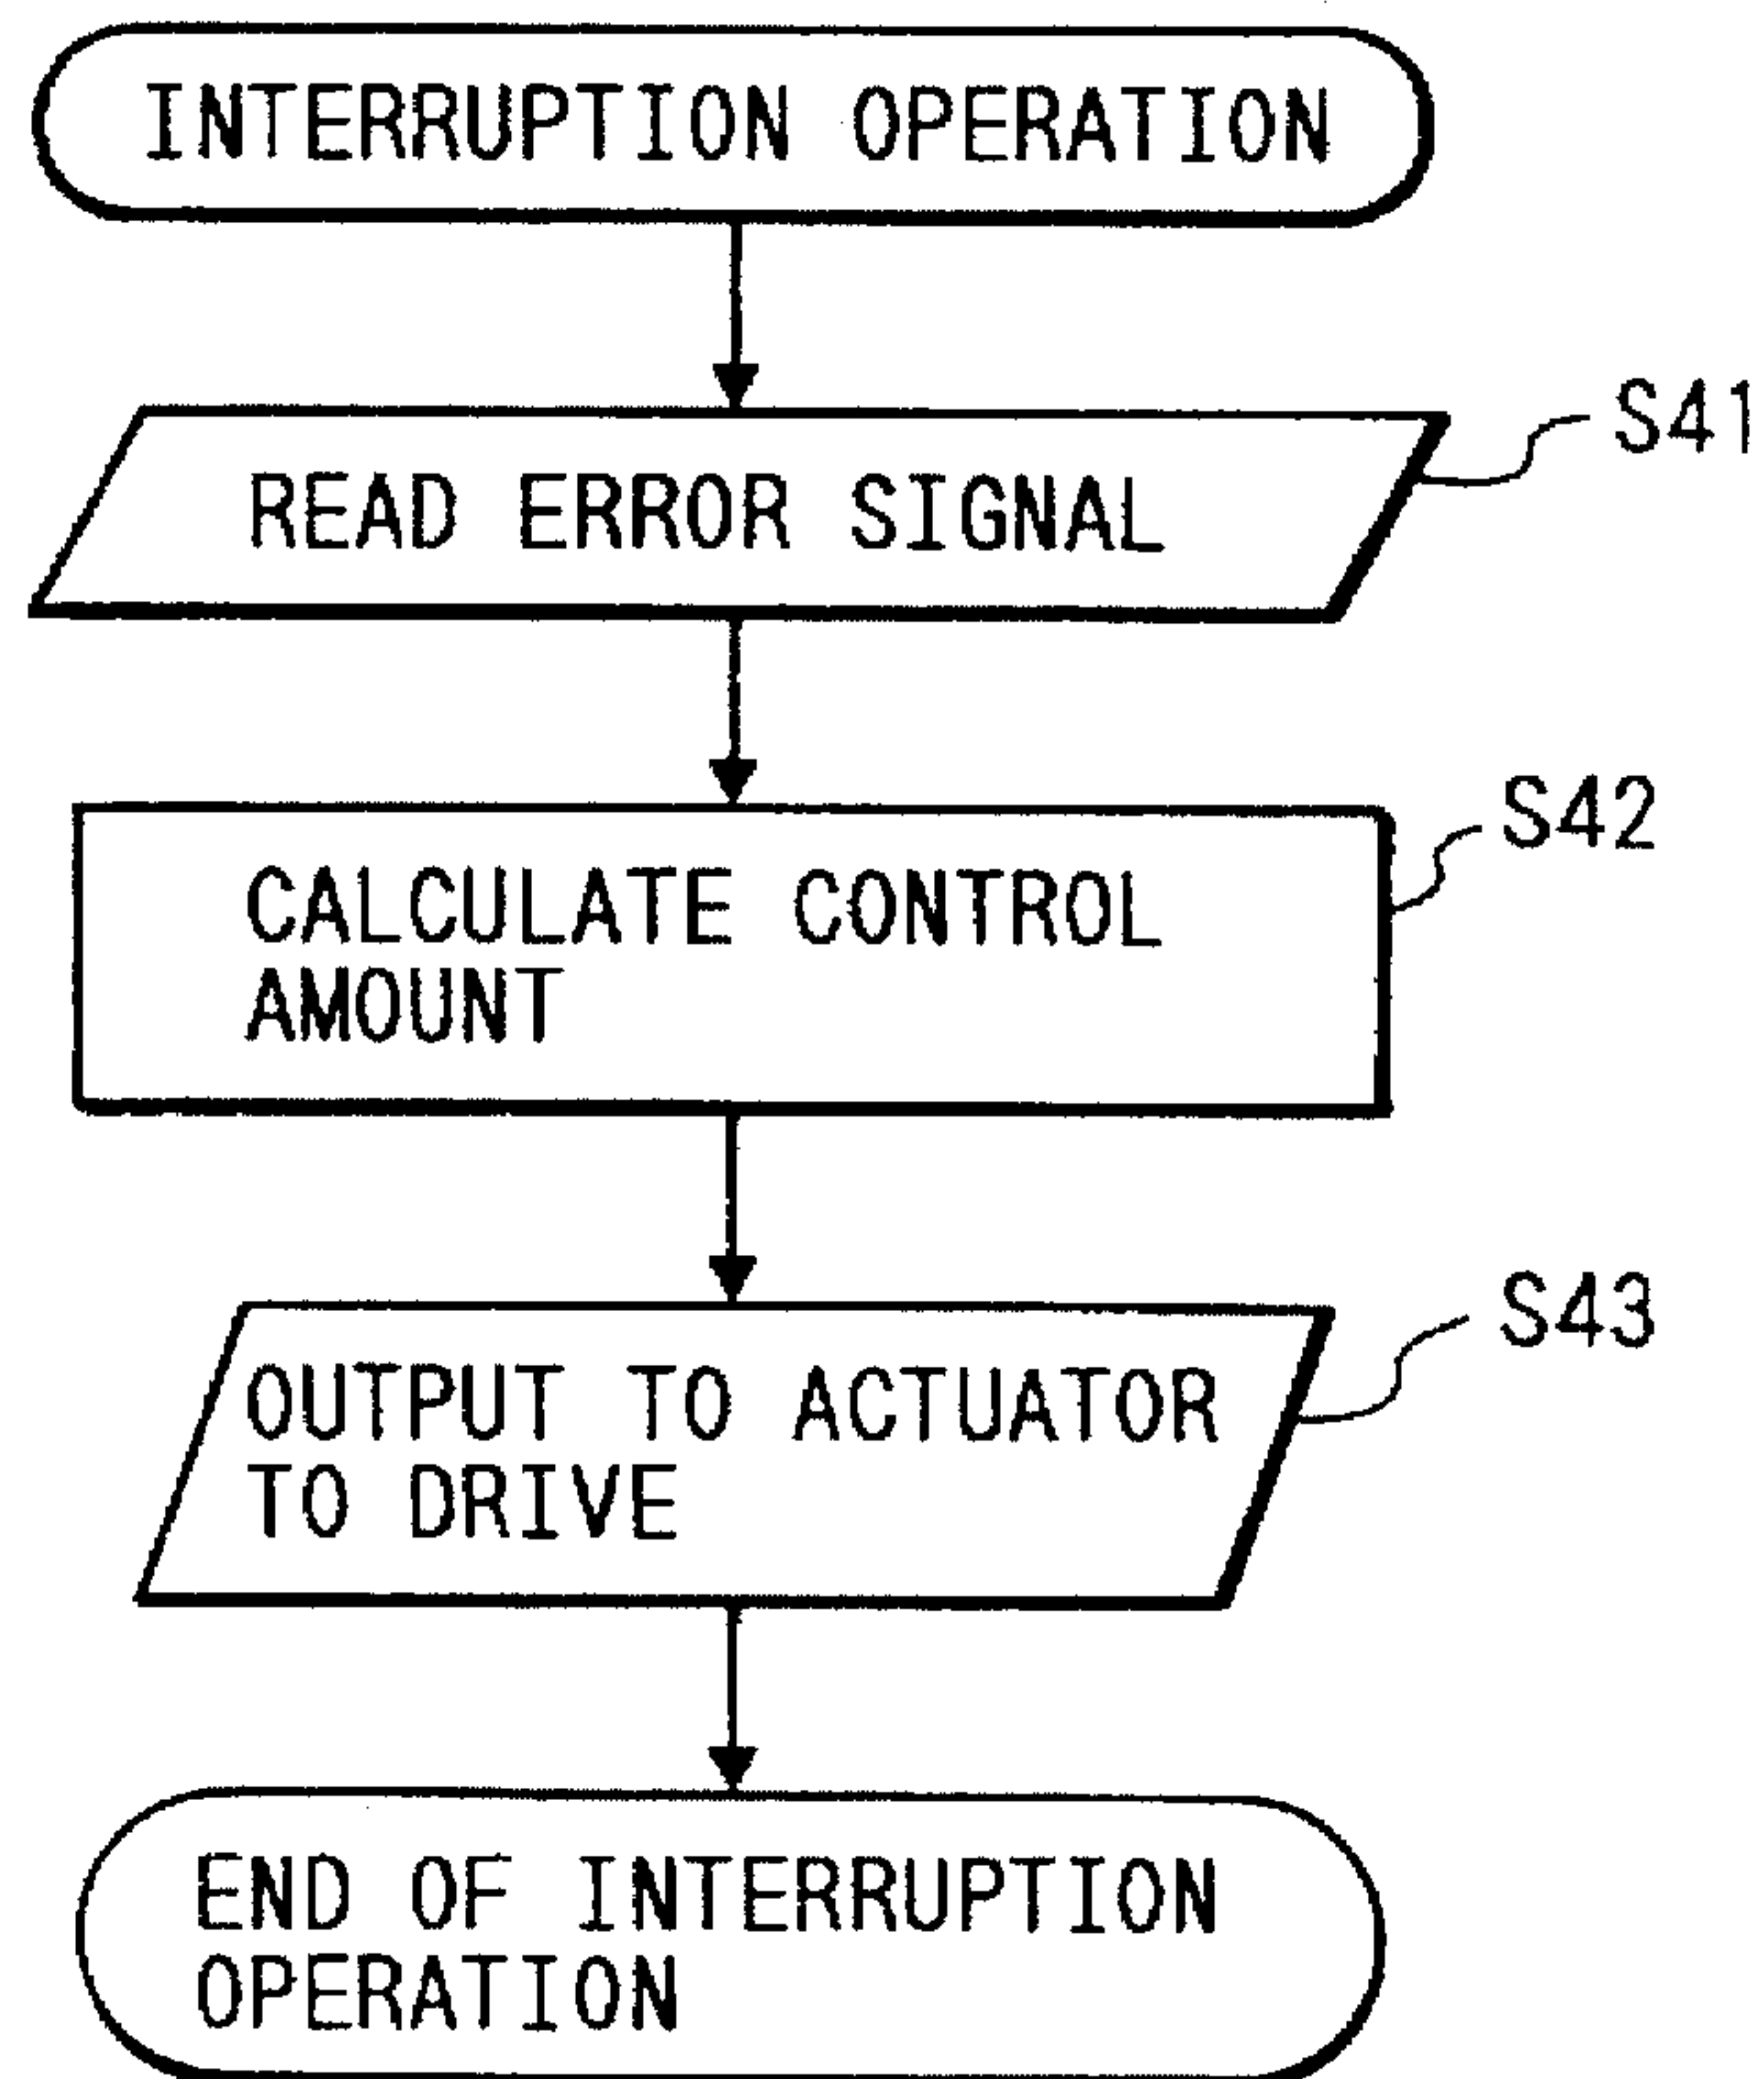 INTERRUPTION OPERATION
READ ERROR SIGNAL
S41
CALCULATE CONTROL
AMOUNT
S42
OUTPUT TO ACTUATOR
TO DRIVE
S43
END OF INTERRUPTION
OPERATION